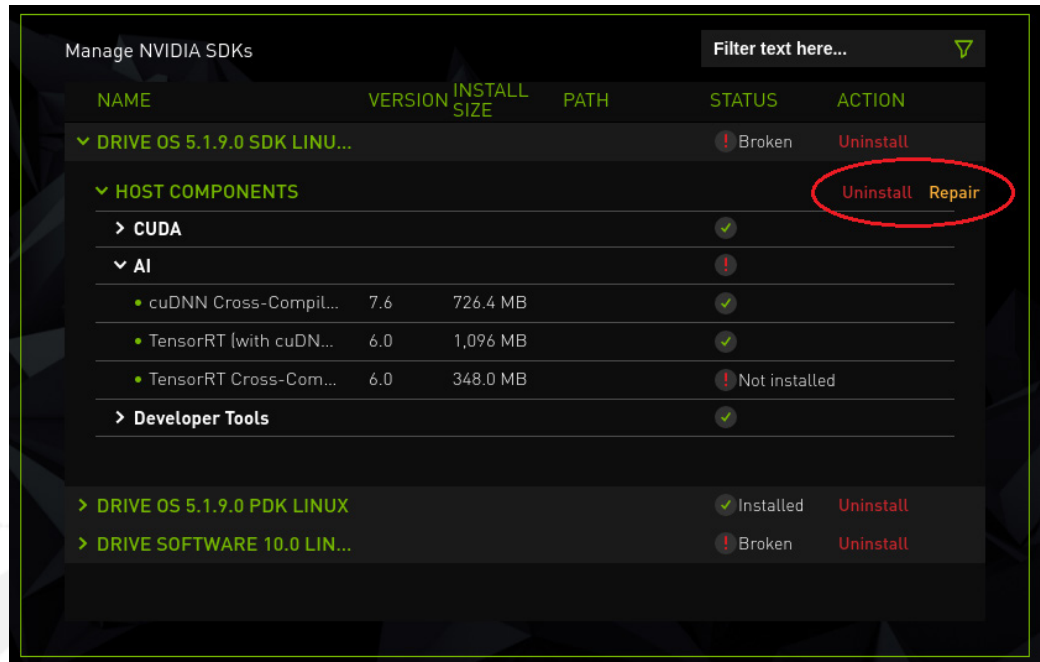 Manage NVIDIA SDKs
Filter text here...
NAME VERSION INSTALL SIZE PATH STATUS ACTION
DRIVE OS 5.1.9.0 SDK LINU... Broken Uninstall
HOST COMPONENTS Uninstall Repair
CUDA
AI
cuDNN Cross-Compil... 7.6 726.4 MB
TensorRT (with cuDN... 6.0 1,096 MB
TensorRT Cross-Com... 6.0 348.0 MB Not installed
Developer Tools
DRIVE OS 5.1.9.0 PDK LINUX Installed Uninstall
DRIVE SOFTWARE 10.0 LIN... Broken Uninstall